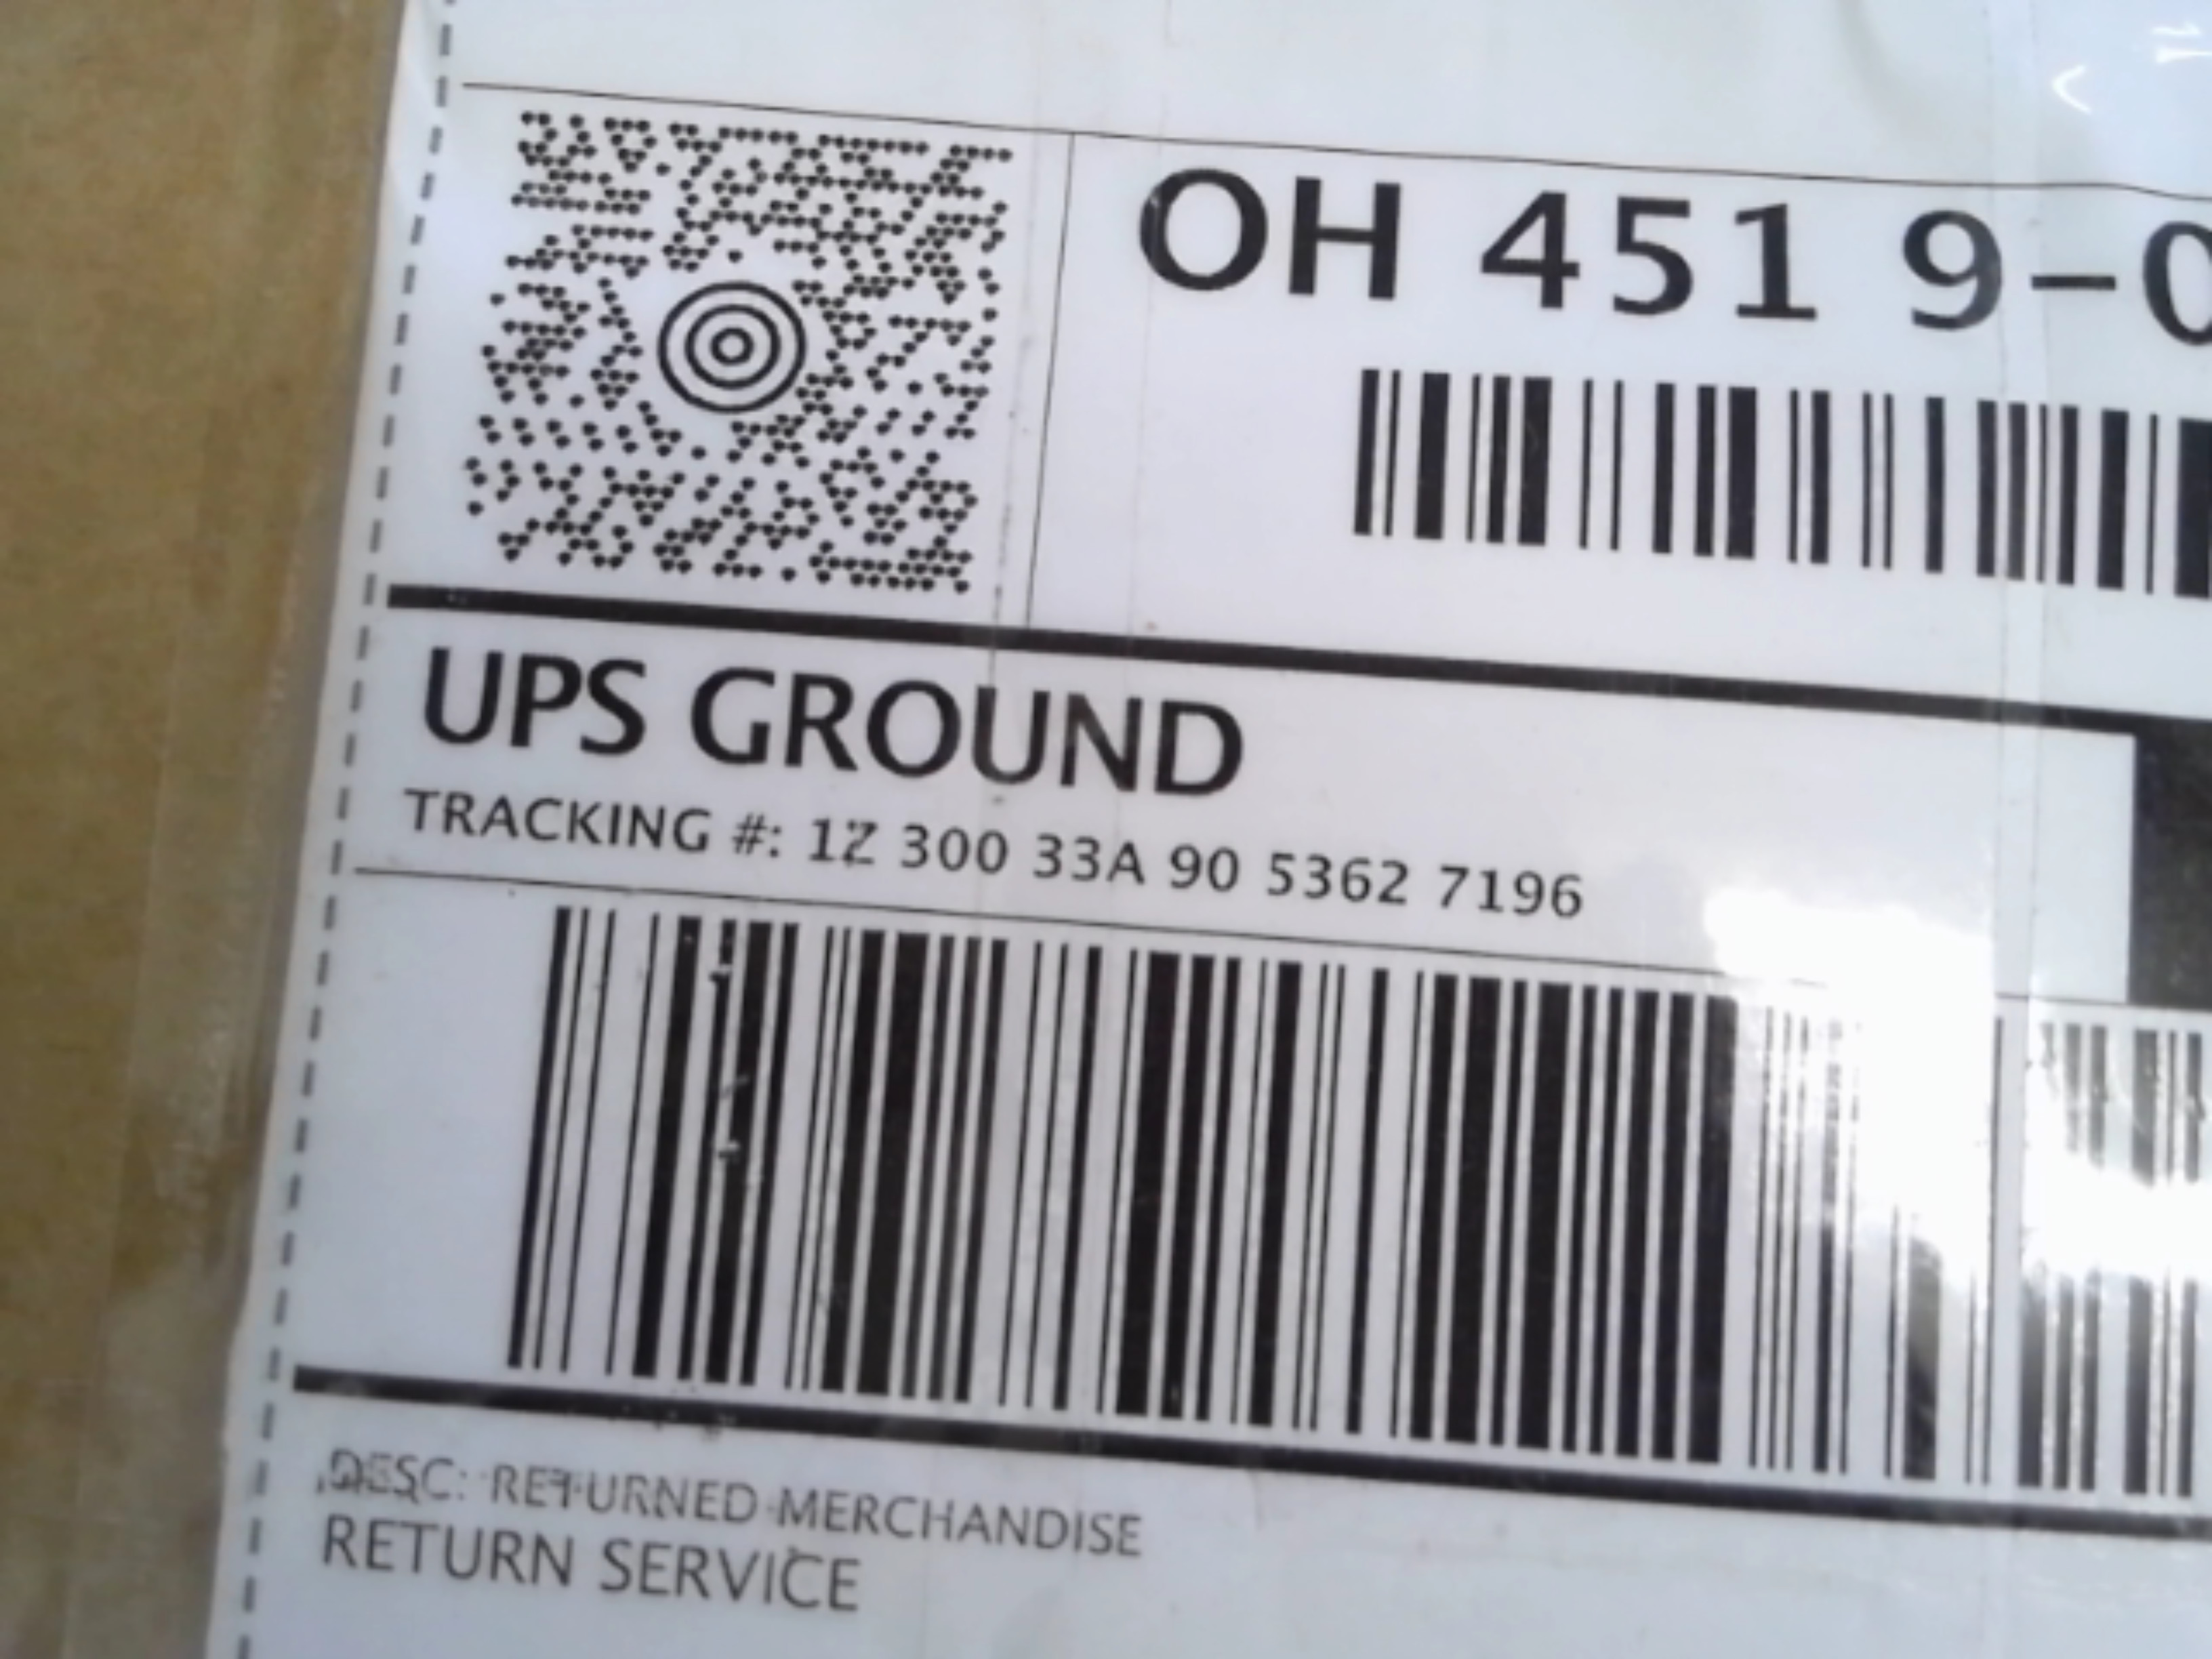 OH 451 9-0
UPS GROUND
TRACKING #: 1Z 300 33A 90 5362 7196
DESC: RETURNED MERCHANDISE
RETURN SERVICE